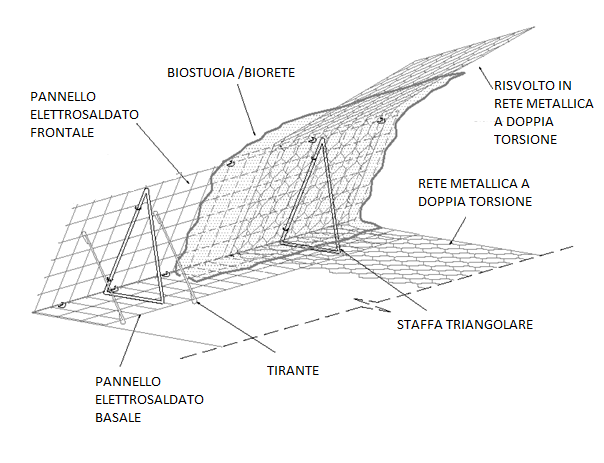 BIOSTUOIA /BIORETE
PANNELLO
ELETTROSALDATO
FRONTALE
RISVOLTO IN
RETE METALLICA
A DOPPIA
TORSIONE
RETE METALLICA A
DOPPIA TORSIONE
STAFFA TRIANGOLARE
TIRANTE
PANNELLO
ELETTROSALDATO
BASALE